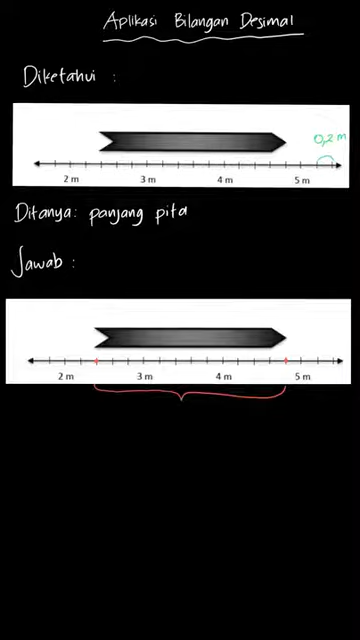 Aplikasi Bilangan Desimal
Diketahui :
0,2 m
2 m 3 m 4 m 5 m
Ditanya: panjang pita
Jawab :
2 m 3 m 4 m 5 m